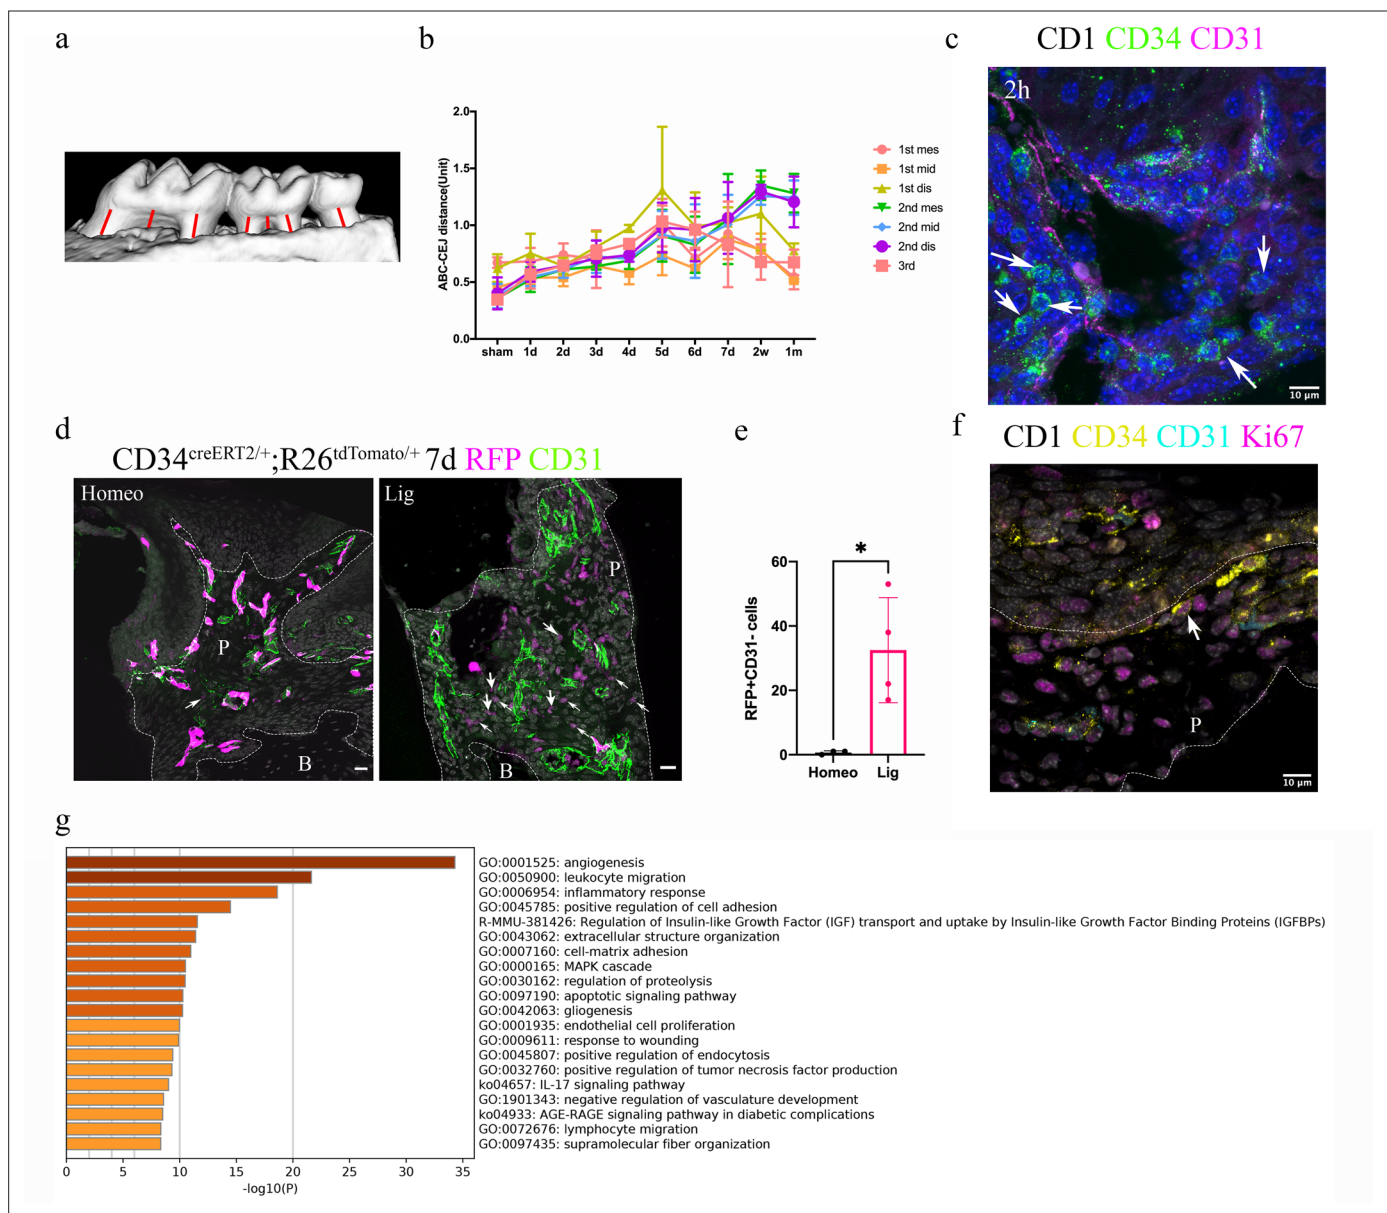 a
b
2.0
1.5
1.0
0.5
0.0
ABC-CEJ distance(Unit)
sham 1d 2d 3d 4d 5d 6d 7d 2w 1m
1st mes
1st mid
1st dis
2nd mes
2nd mid
2nd dis
3rd
c
CD1 CD34 CD31
2h
10 µm
d
CD34creERT2/+;R26tdTomato/+ 7d RFP CD31
Homeo
P
B
Lig
P
B
e
*
60
40
20
0
RFP+CD31- cells
Homeo Lig
f
CD1 CD34 CD31 Ki67
P
10 µm
g
GO:0001525: angiogenesis
GO:0050900: leukocyte migration
GO:0006954: inflammatory response
GO:0045785: positive regulation of cell adhesion
R-MMU-381426: Regulation of Insulin-like Growth Factor (IGF) transport and uptake by Insulin-like Growth Factor Binding Proteins (IGFBPs)
GO:0043062: extracellular structure organization
GO:0007160: cell-matrix adhesion
GO:0000165: MAPK cascade
GO:0030162: regulation of proteolysis
GO:0097190: apoptotic signaling pathway
GO:0042063: gliogenesis
GO:0001935: endothelial cell proliferation
GO:0009611: response to wounding
GO:0045807: positive regulation of endocytosis
GO:0032760: positive regulation of tumor necrosis factor production
ko04657: IL-17 signaling pathway
GO:1901343: negative regulation of vasculature development
ko04933: AGE-RAGE signaling pathway in diabetic complications
GO:0072676: lymphocyte migration
GO:0097435: supramolecular fiber organization
0 5 10 15 20 25 30 35
-log10(P)